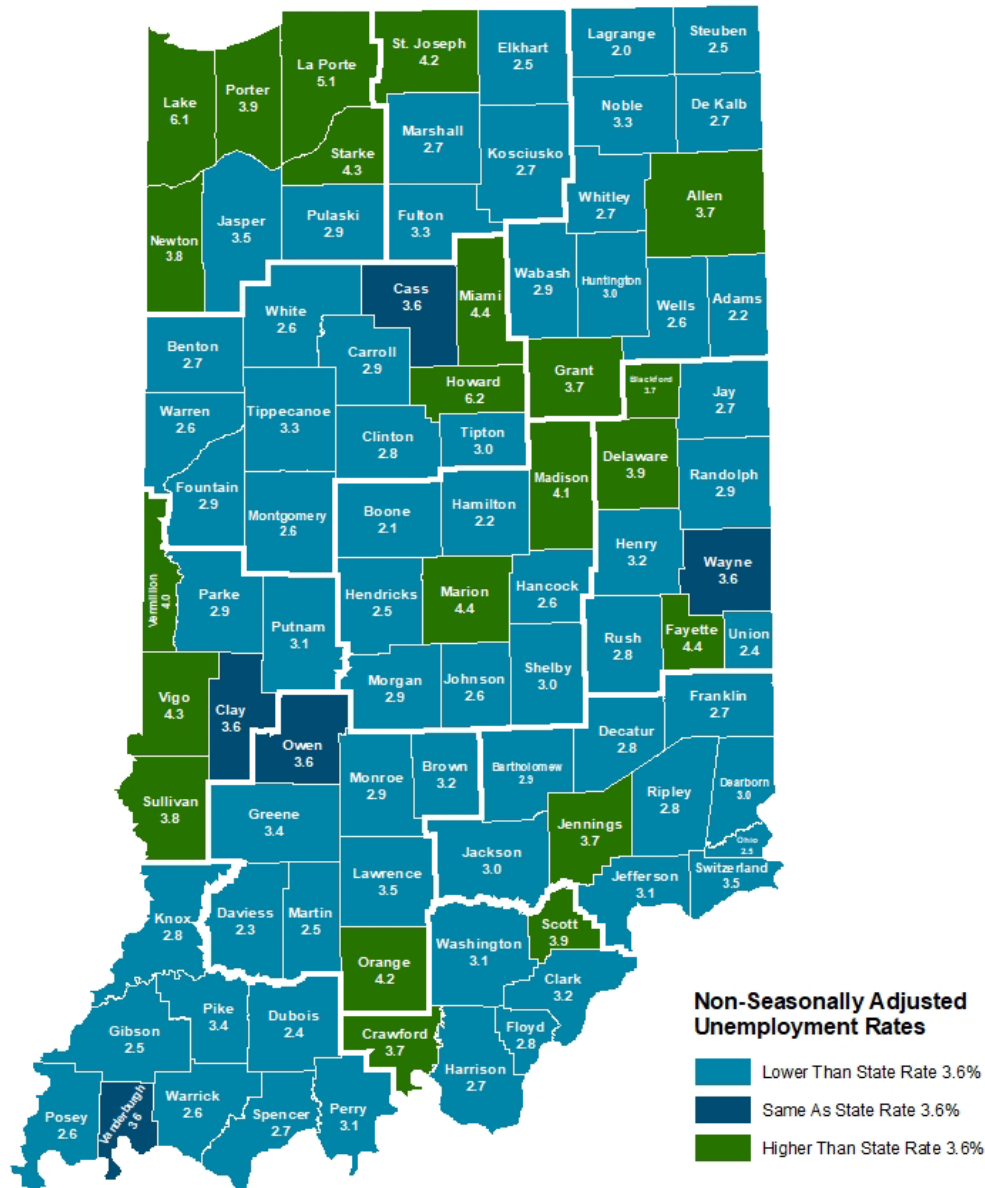 Lagrange
2.0
Steuben
2.5
St. Joseph
4.2
Elkhart
2.5
La Porte
5.1
Porter
3.9
Lake
6.1
Noble
3.3
De Kalb
2.7
Marshall
2.7
Kosciusko
2.7
Starke
4.3
Whitley
2.7
Allen
3.7
Newton
3.8
Jasper
3.5
Pulaski
2.9
Fulton
3.3
Wabash
2.9
Huntington
3.0
Wells
2.6
Adams
2.2
White
2.6
Cass
3.6
Miami
4.4
Benton
2.7
Carroll
2.9
Howard
6.2
Grant
3.7
Blackford
3.7
Jay
2.7
Warren
2.6
Tippecanoe
3.3
Clinton
2.8
Tipton
3.0
Madison
4.1
Delaware
3.9
Randolph
2.9
Fountain
2.9
Montgomery
2.6
Boone
2.1
Hamilton
2.2
Henry
3.2
Wayne
3.6
Vermillion
4.0
Parke
2.9
Putnam
3.1
Hendricks
2.5
Marion
4.4
Hancock
2.6
Rush
2.8
Fayette
4.4
Union
2.4
Vigo
4.3
Clay
3.6
Morgan
2.9
Johnson
2.6
Shelby
3.0
Franklin
2.7
Owen
3.6
Decatur
2.8
Sullivan
3.8
Greene
3.4
Monroe
2.9
Brown
3.2
Bartholomew
2.9
Ripley
2.8
Dearborn
3.0
Jennings
3.7
Ohio
Jackson
3.0
Jefferson
3.1
Switzerland
3.5
Lawrence
3.5
Knox
2.8
Daviess
2.3
Martin
2.5
Washington
3.1
Scott
3.9
Orange
4.2
Clark
3.2
Gibson
2.5
Pike
3.4
Dubois
2.4
Crawford
3.7
Floyd
2.8
Harrison
2.7
Posey
2.6
Vanderburgh
3.6
Warrick
2.6
Spencer
2.7
Perry
3.1
Non-Seasonally Adjusted
Unemployment Rates
Lower Than State Rate 3.6%
Same As State Rate 3.6%
Higher Than State Rate 3.6%